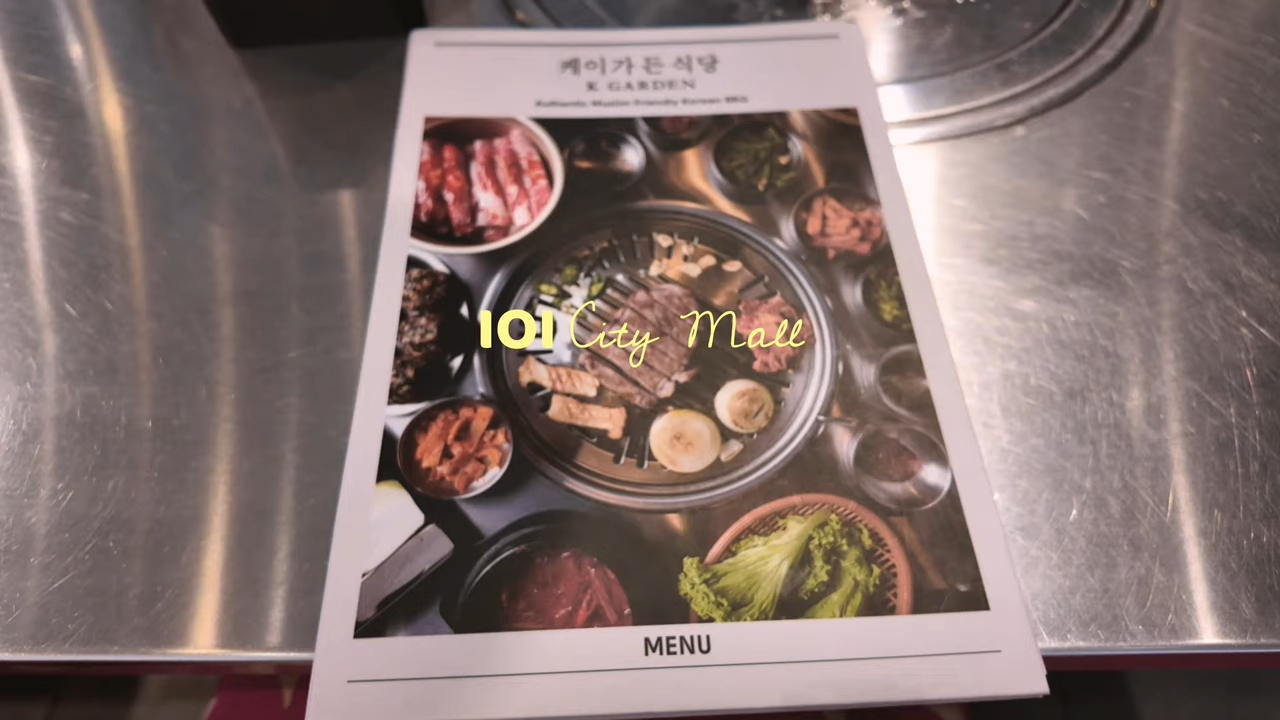 케이가든 식당
K GARDEN
Authentic Muslim Friendly Korean BBQ
IOI City Mall
MENU